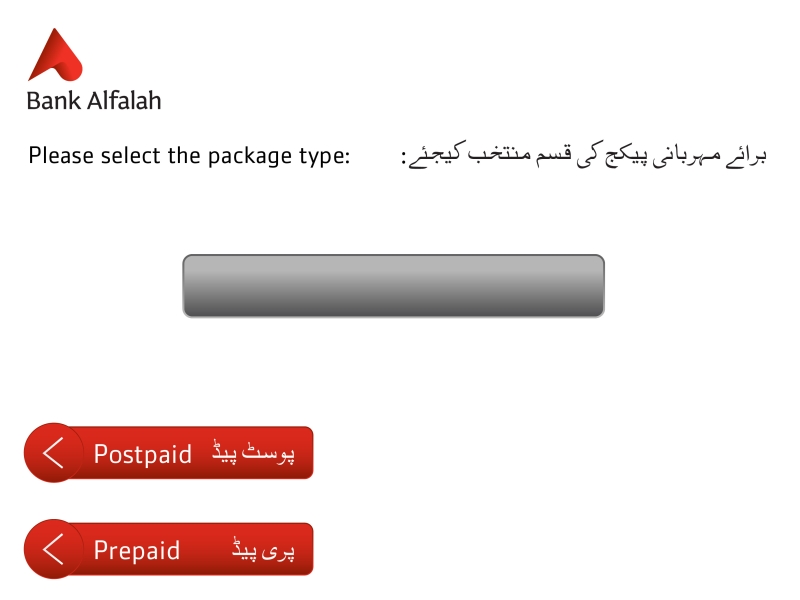 Bank Alfalah
Please select the package type: برائے مہربانی پیکج کی قسم منتخب کیجئے:
Postpaid پوسٹ پیڈ
Prepaid پری پیڈ